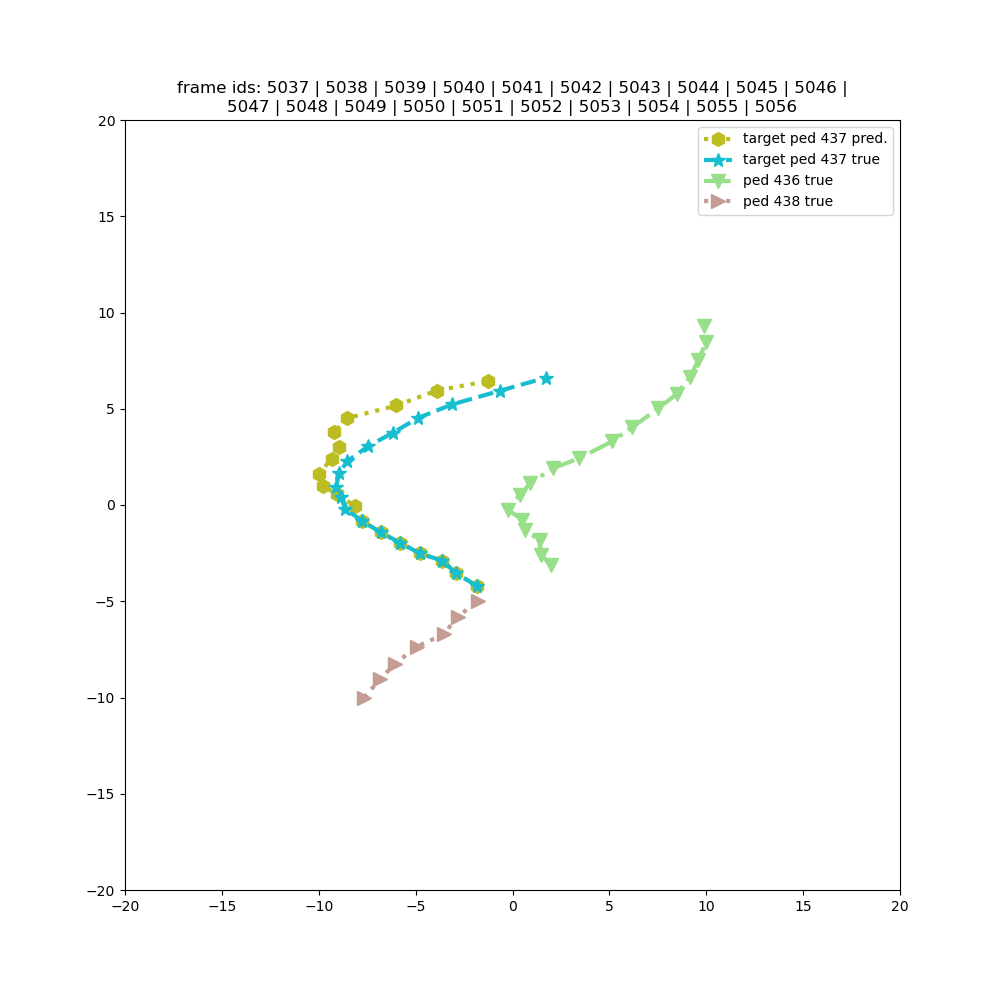 frame ids: 5037 | 5038 | 5039 | 5040 | 5041 | 5042 | 5043 | 5044 | 5045 | 5046 |
5047 | 5048 | 5049 | 5050 | 5051 | 5052 | 5053 | 5054 | 5055 | 5056
target ped 437 pred.
target ped 437 true
ped 436 true
ped 438 true
20
15
10
5
0
−5
−10
−15
−20
−20 −15 −10 −5 0 5 10 15 20